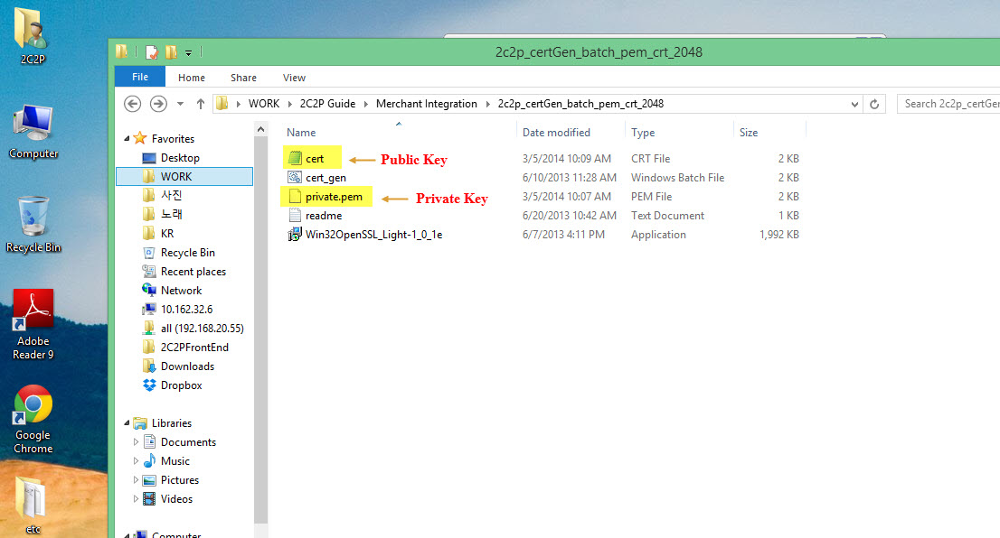 2C2P
Computer
Recycle Bin
Adobe
Reader 9
Google
Chrome
etc
2c2p_certGen_batch_pem_crt_2048
File Home Share View
WORK 2C2P Guide Merchant Integration 2c2p_certGen_batch_pem_crt_2048
Search 2c2p_certGen
Favorites
Desktop
WORK
사진
노래
KR
Recycle Bin
Recent places
Network
10.162.32.6
all (192.168.20.55)
2C2PFrontEnd
Downloads
Dropbox
Libraries
Documents
Music
Pictures
Videos
Computer
Name Date modified Type Size
cert Public Key 3/5/2014 10:09 AM CRT File 2 KB
cert_gen 6/10/2013 11:28 AM Windows Batch File 2 KB
private.pem Private Key 3/5/2014 10:07 AM PEM File 2 KB
readme 6/20/2013 10:42 AM Text Document 1 KB
Win32OpenSSL_Light-1_0_1e 6/7/2013 4:11 PM Application 1,992 KB